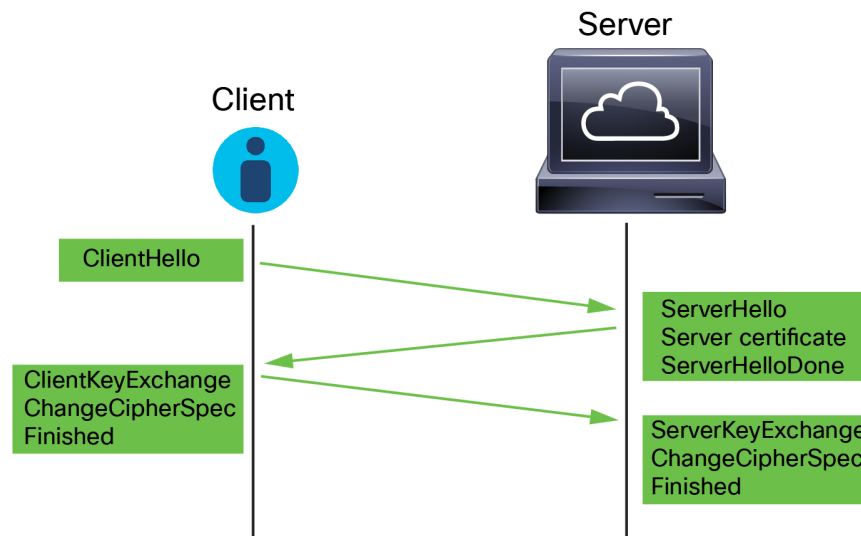 Server
Client
ClientHello
ServerHello
Server certificate
ServerHelloDone
ClientKeyExchange
ChangeCipherSpec
Finished
ServerKeyExchange
ChangeCipherSpec
Finished